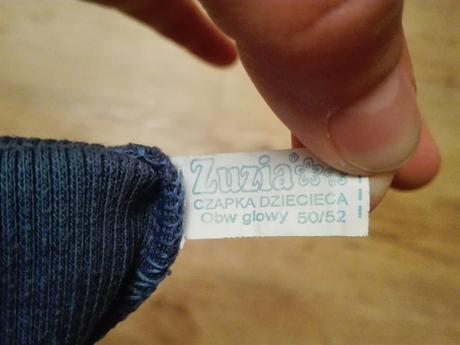 Zuzia®
CZAPKA DZIECIECA
Obw glowy 50/52